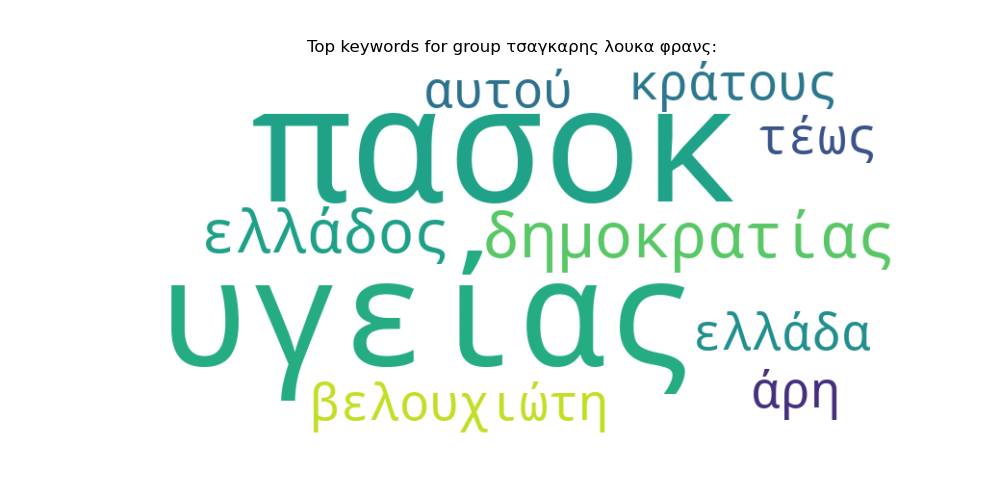 Top keywords for group τσαγκαρης λουκα φρανς:
αυτού
κράτους
πασοκ
τέως
ελλάδος
δημοκρατίας
υγείας
ελλάδα
άρη
βελουχιώτη